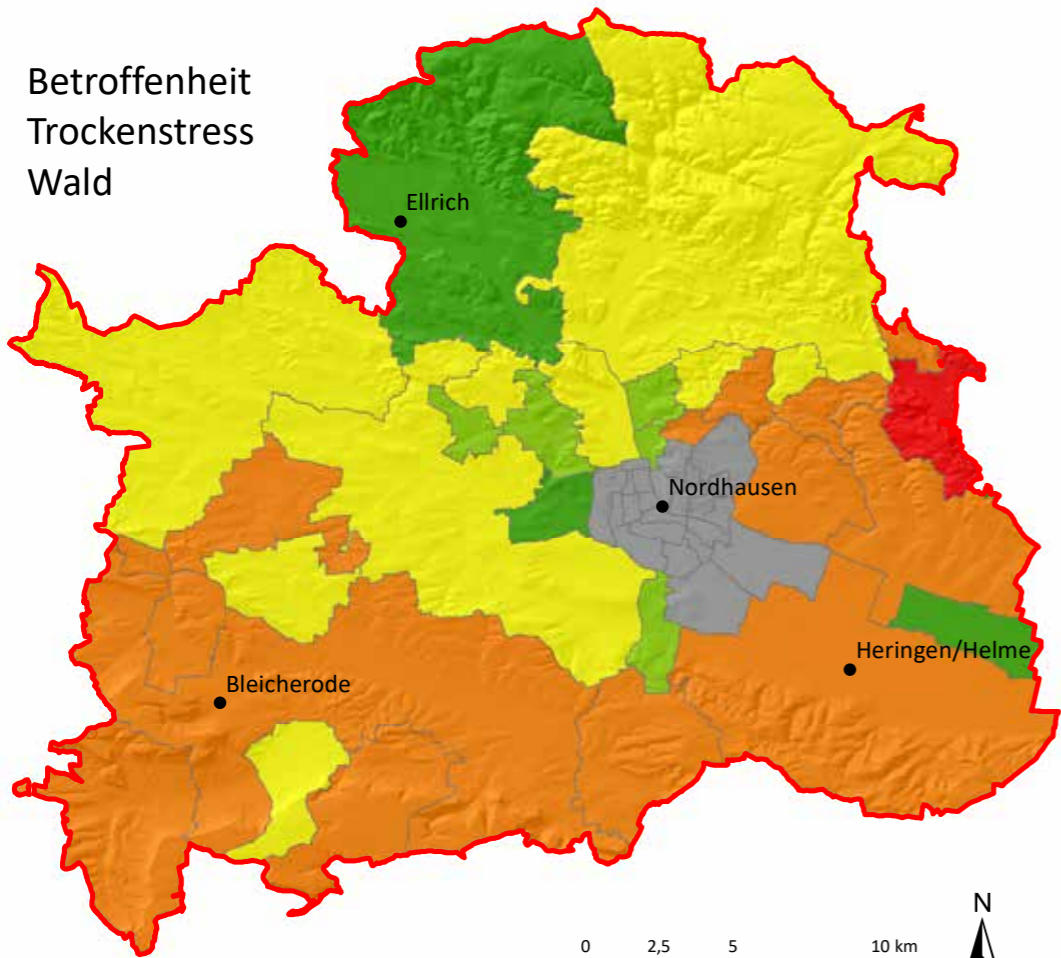 Betroffenheit
Trockenstress
Wald
Ellrich
Nordhausen
Heringen/Helme
Bleicherode
N
0 2,5 5 10 km